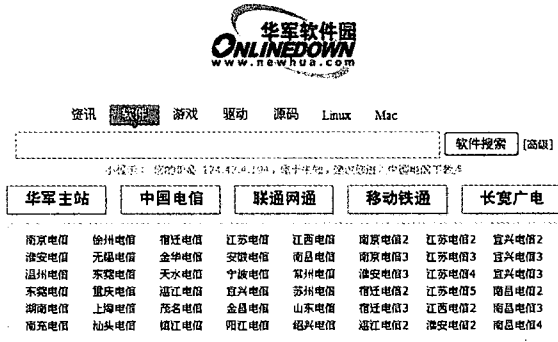 华军软件园
ONLINEDOWN
www.newhua.com
资讯 软件 游戏 驱动 源码 Linux Mac
软件搜索 [高级]
华军主站 中国电信 联通网通 移动铁通 长宽广电
南京电信 徐州电信 宿迁电信 江苏电信 江西电信 南京电信2 江苏电信2 宜兴电信2
淮安电信 无锡电信 金华电信 安徽电信 南昌电信 南京电信3 江苏电信3 宜兴电信3
温州电信 东莞电信 天水电信 宁波电信 常州电信 淮安电信3 江苏电信4 宜兴电信3
东莞电信 重庆电信 湛江电信 宜兴电信 苏州电信 宿迁电信2 江苏电信5 南昌电信2
湖南电信 上海电信 茂名电信 金昌电信 山东电信 宿迁电信3 江西电信2 南昌电信3
南充电信 汕头电信 镇江电信 阳江电信 绍兴电信 湛江电信2 淮安电信2 南昌电信4